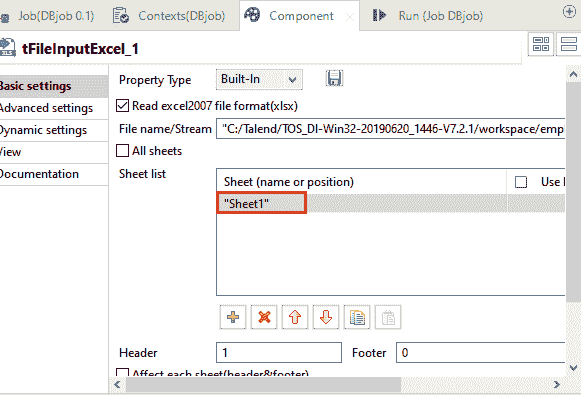 Job(DBjob 0.1) Contexts(DBjob) Component Run (Job DBjob)
XLS tFileInputExcel_1
Basic settings
Advanced settings
Dynamic settings
View
Documentation
Property Type Built-In
Read excel2007 file format(xlsx)
File name/Stream "C:/Talend/TOS_DI-Win32-20190620_1446-V7.2.1/workspace/emp
All sheets
Sheet list
Sheet (name or position) Use
"Sheet1"
Header 1 Footer 0
Affect each sheet(header&footer)